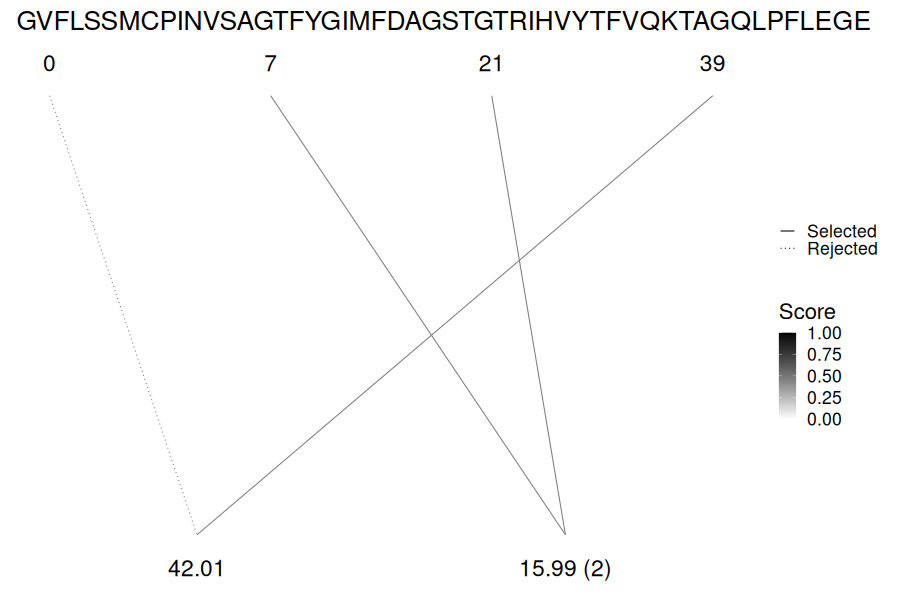 GVFLSSMCPINVSAGTFYGIMFDAGSTGTRIHVYTFVQKTAGQLPFLEGE
0 7 21 39
Selected
Rejected
Score
1.00
0.75
0.50
0.25
0.00
42.01 15.99 (2)